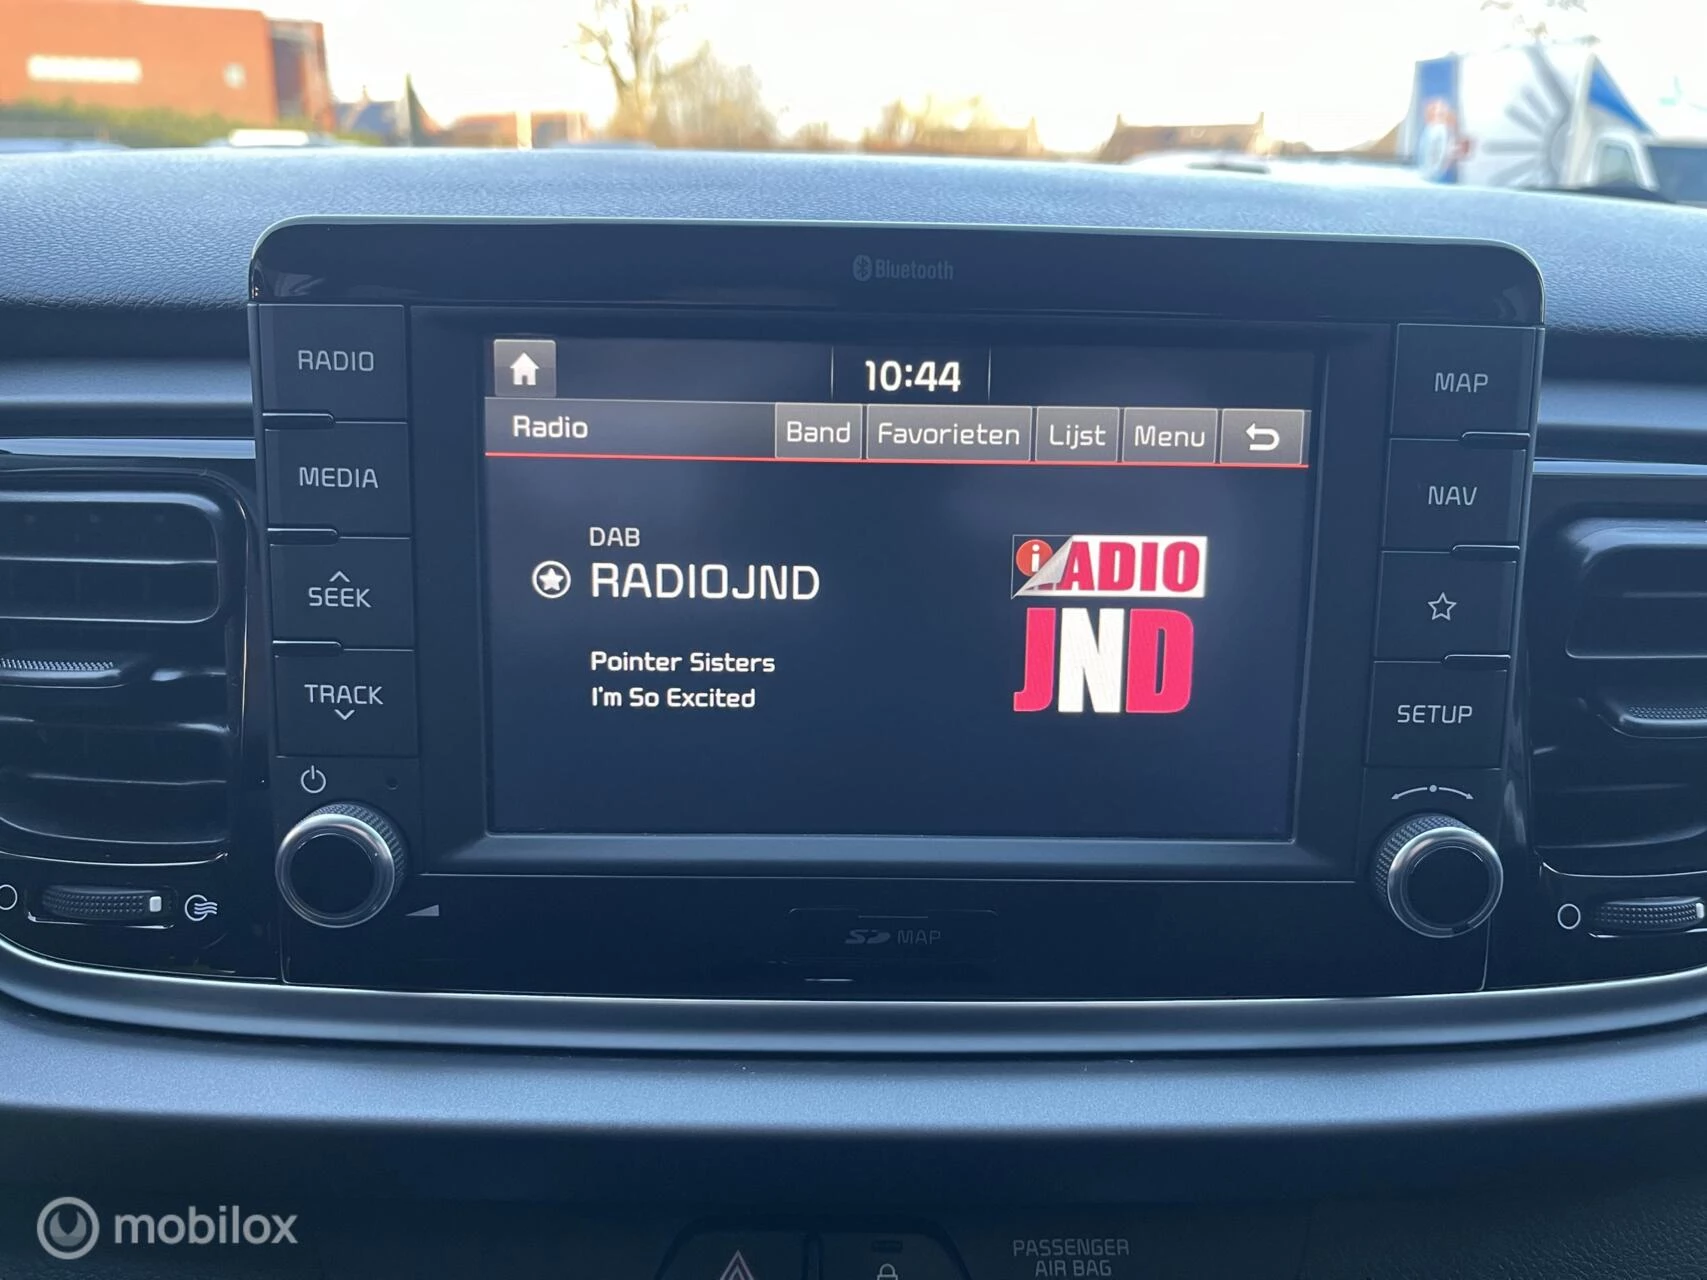 Bluetooth
RADIO
MEDIA
SEEK
TRACK
10:44
Radio
Band
Favorieten
Lijst
Menu
DAB
RADIOJND
Pointer Sisters
I'm So Excited
i
RADIO
JND
MAP
NAV
SETUP
SD MAP
mobilox
PASSENGER
AIR BAG